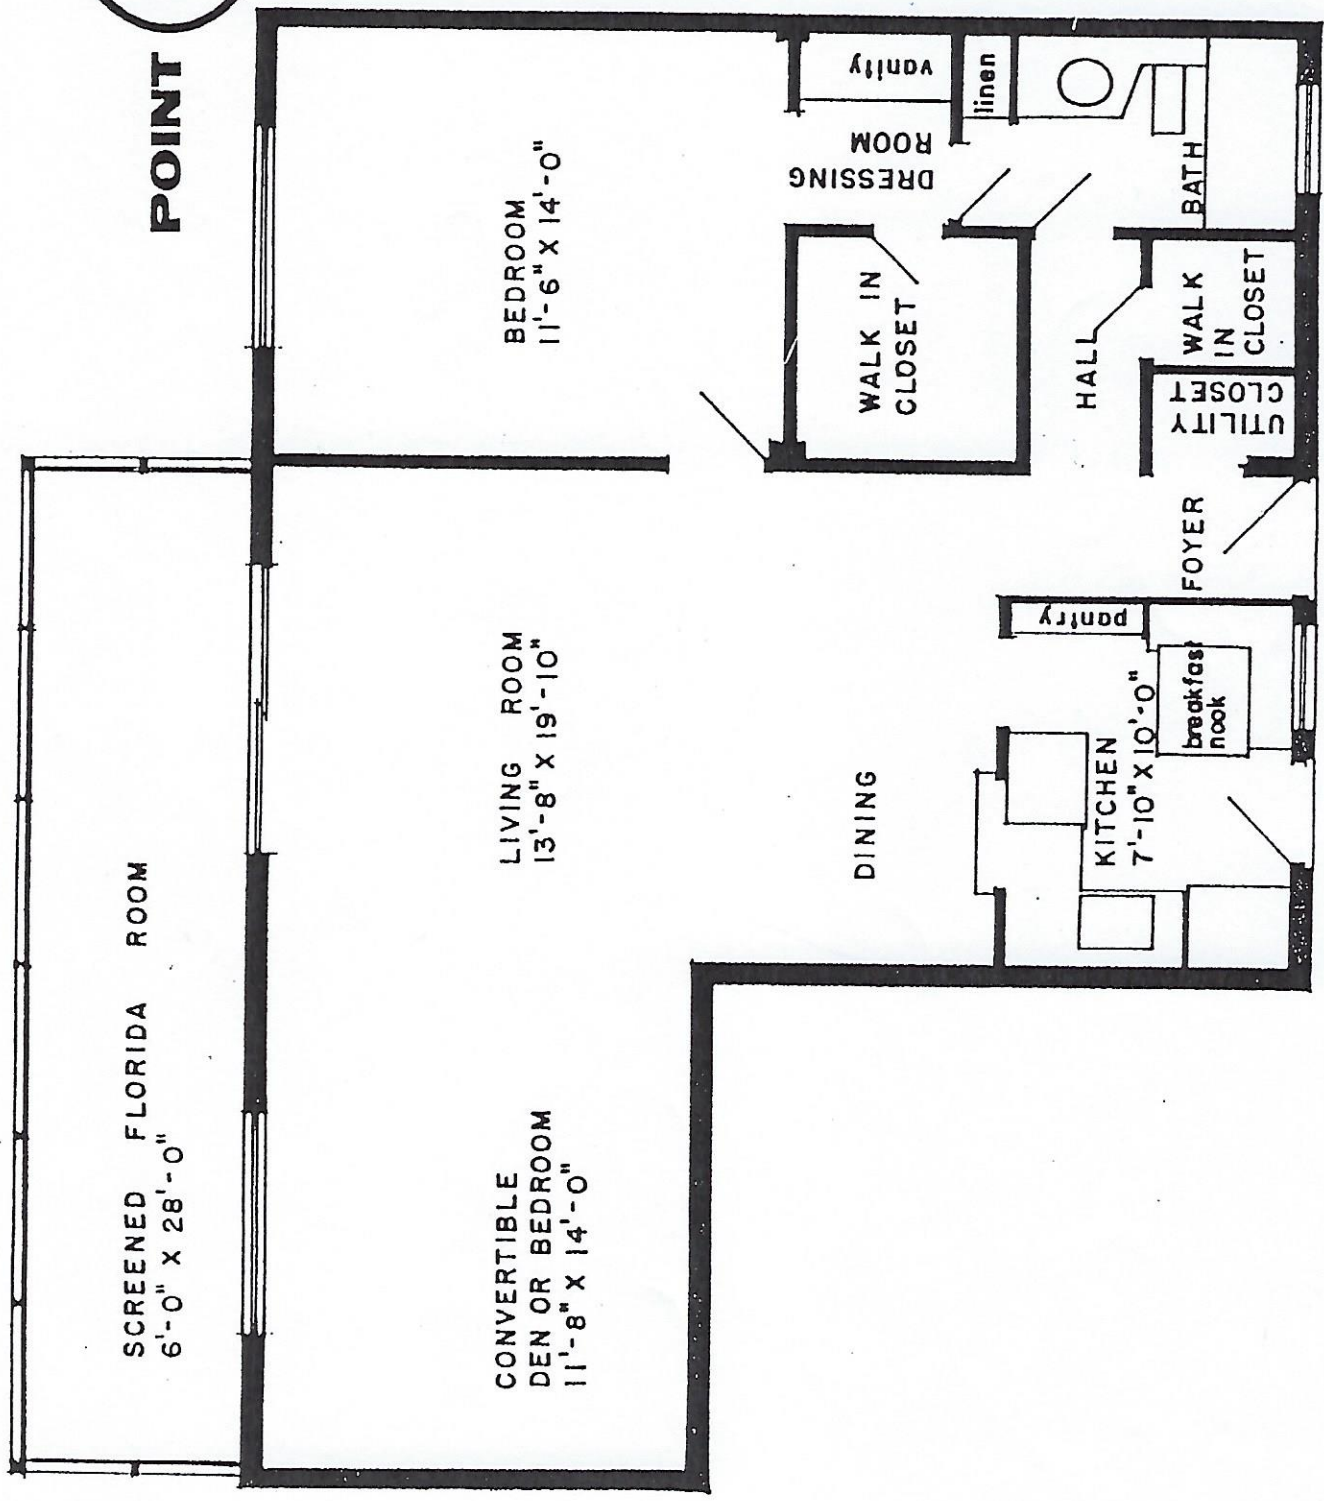 POINT
SCREENED FLORIDA ROOM
6'-0" X 28'-0"
CONVERTIBLE
DEN OR BEDROOM
11'-8" X 14'-0"
LIVING ROOM
13'-8" X 19'-10"
BEDROOM
11'-6" X 14'-0"
DINING
WALK IN
CLOSET
DRESSING
ROOM
vanity
linen
BATH
HALL
WALK
IN
CLOSET
UTILITY
CLOSET
FOYER
pantry
KITCHEN
7'-10" X 10'-0"
breakfast
nook